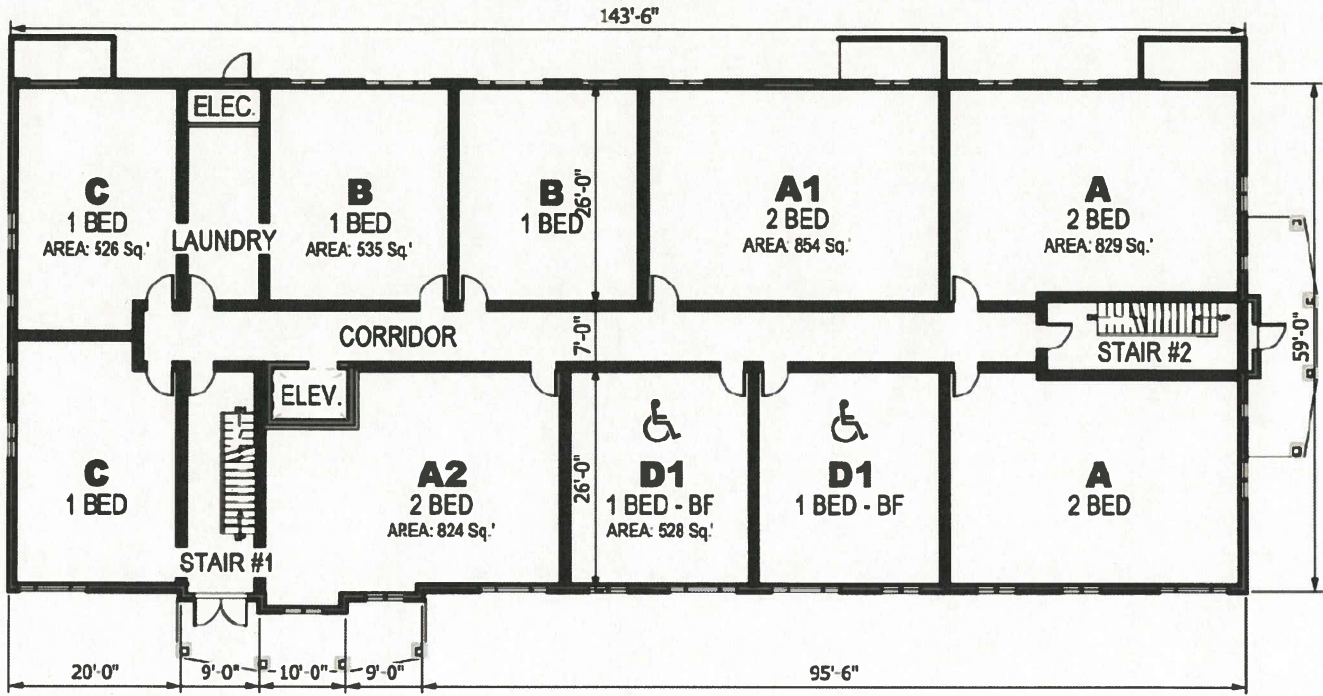 143'-6"
ELEC.
C
1 BED
AREA: 526 Sq.'
LAUNDRY
B
1 BED
AREA: 535 Sq.'
B
1 BED
26'-0"
A1
2 BED
AREA: 854 Sq.'
A
2 BED
AREA: 829 Sq.'
CORRIDOR
7'-0"
STAIR #2
59'-0"
ELEV.
C
1 BED
STAIR #1
A2
2 BED
AREA: 824 Sq.'
26'-0"
D1
1 BED - BF
AREA: 528 Sq.'
D1
1 BED - BF
A
2 BED
20'-0"
9'-0"
10'-0"
9'-0"
95'-6"